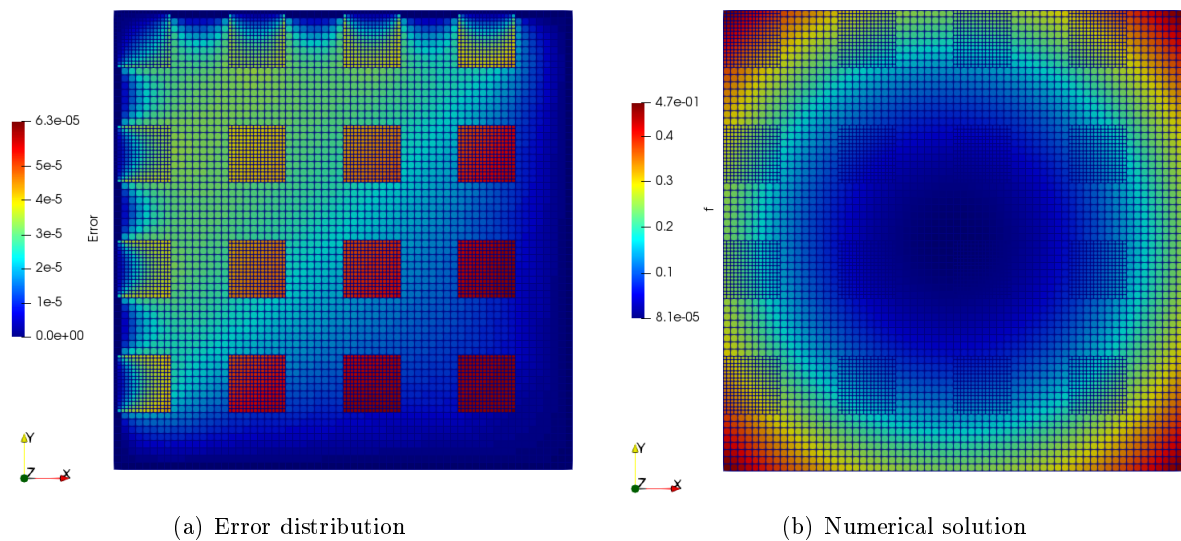 6.3e-05
5e-5
4e-5
3e-5
2e-5
1e-5
0.0e+00
Error
Y
Z
X
(a) Error distribution
4.7e-01
0.4
0.3
0.2
0.1
8.1e-05
f
Y
Z
X
(b) Numerical solution